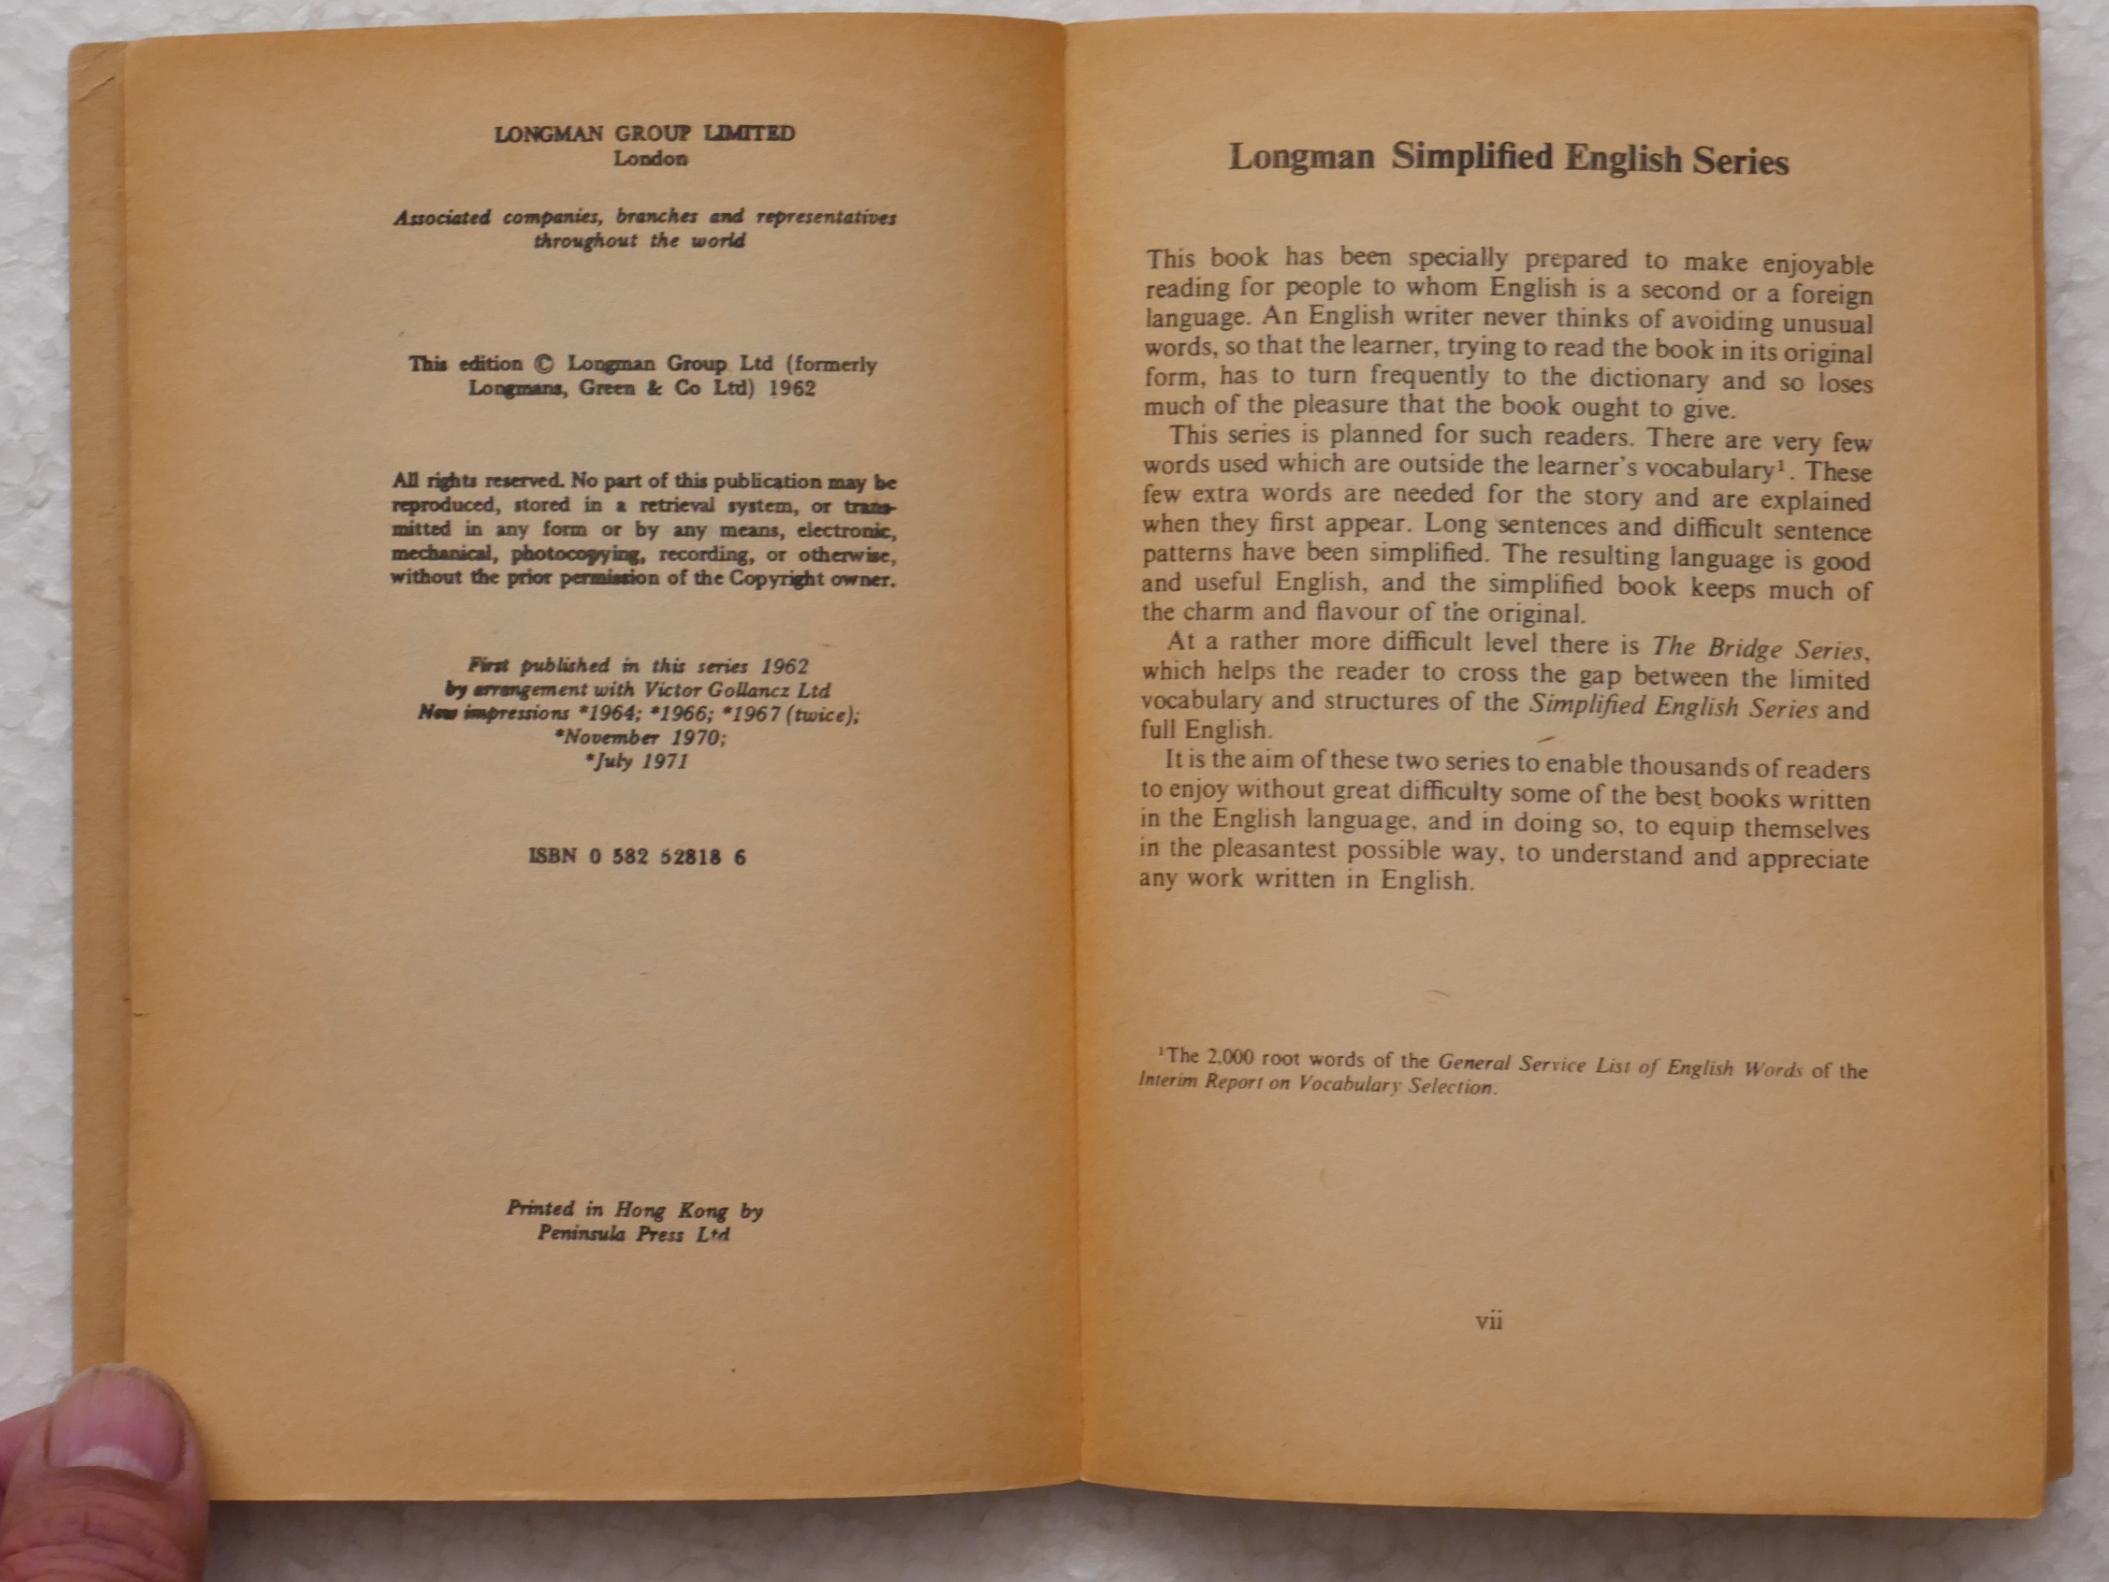 LONGMAN GROUP LIMITED
London
Associated companies, branches and representatives
throughout the world
This edition © Longman Group Ltd (formerly
Longmans, Green & Co Ltd) 1962
All rights reserved. No part of this publication may be
reproduced, stored in a retrieval system, or trans-
mitted in any form or by any means, electronic,
mechanical, photocopying, recording, or otherwise,
without the prior permission of the Copyright owner.
First published in this series 1962
by arrangement with Victor Gollancz Ltd
New impressions *1964; *1966; *1967 (twice);
*November 1970;
*July 1971
ISBN 0 582 52818 6
Printed in Hong Kong by
Peninsula Press Ltd
Longman Simplified English Series
This book has been specially prepared to make enjoyable
reading for people to whom English is a second or a foreign
language. An English writer never thinks of avoiding unusual
words, so that the learner, trying to read the book in its original
form, has to turn frequently to the dictionary and so loses
much of the pleasure that the book ought to give.
This series is planned for such readers. There are very few
words used which are outside the learner's vocabulary¹. These
few extra words are needed for the story and are explained
when they first appear. Long sentences and difficult sentence
patterns have been simplified. The resulting language is good
and useful English, and the simplified book keeps much of
the charm and flavour of the original.
At a rather more difficult level there is The Bridge Series,
which helps the reader to cross the gap between the limited
vocabulary and structures of the Simplified English Series and
full English.
It is the aim of these two series to enable thousands of readers
to enjoy without great difficulty some of the best books written
in the English language, and in doing so, to equip themselves
in the pleasantest possible way, to understand and appreciate
any work written in English.
¹The 2,000 root words of the General Service List of English Words of the
Interim Report on Vocabulary Selection.
vii